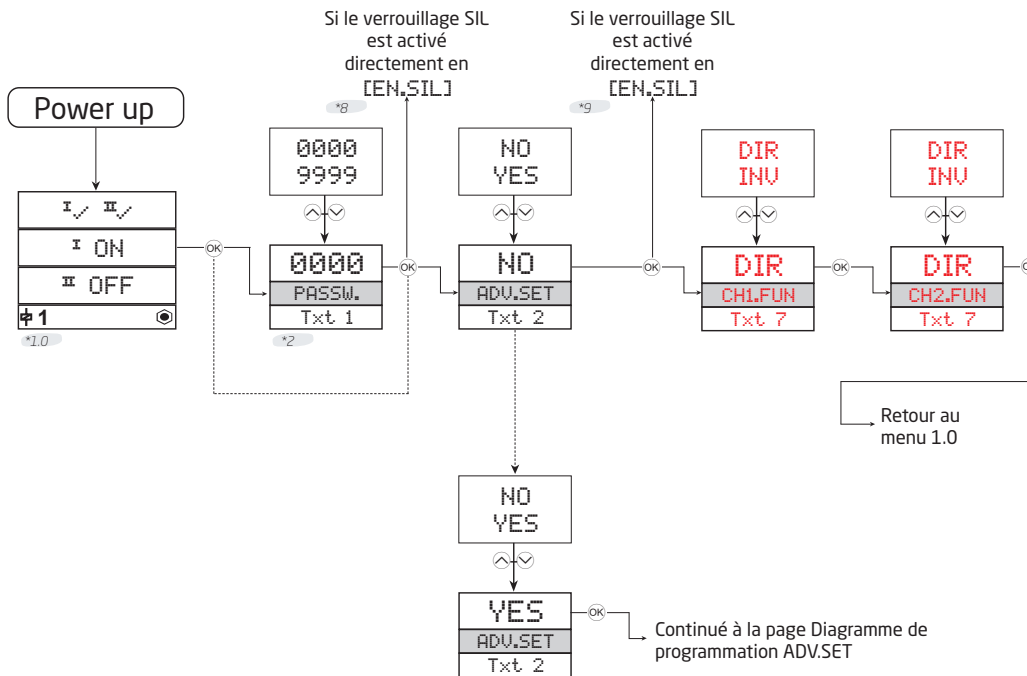 Si le verrouillage SIL
est activé
directement en
[EN.SIL]
*8
Si le verrouillage SIL
est activé
directement en
[EN.SIL]
*9
Power up
I✓ II✓
I ON
II OFF
1
*1.0
OK
0000
9999
0000
PASSW.
Txt 1
*2
OK
NO
YES
NO
ADV.SET
Txt 2
OK
DIR
INV
DIR
CH1.FUN
Txt 7
OK
DIR
INV
DIR
CH2.FUN
Txt 7
Retour au
menu 1.0
NO
YES
YES
ADV.SET
Txt 2
OK
Continué à la page Diagramme de
programmation ADV.SET